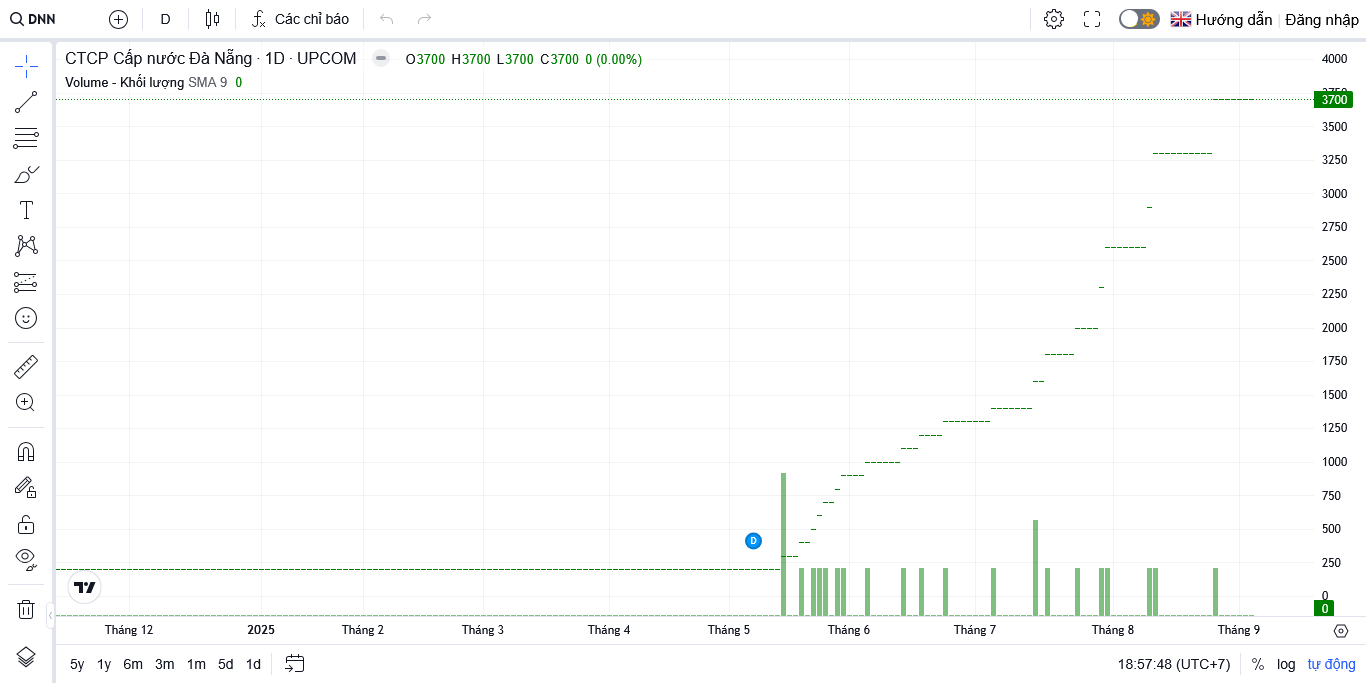 DNN
D
Các chỉ báo
Hướng dẫn
Đăng nhập
CTCP Cấp nước Đà Nẵng · 1D · UPCOM
O3700 H3700 L3700 C3700 0 (0.00%)
Volume - Khối lượng SMA 9 0
4000
3750
3700
3500
3250
3000
2750
2500
2250
2000
1750
1500
1250
1000
750
500
250
0
0
D
Tháng 12 2025 Tháng 2 Tháng 3 Tháng 4 Tháng 5 Tháng 6 Tháng 7 Tháng 8 Tháng 9
5y 1y 6m 3m 1m 5d 1d
18:57:48 (UTC+7) % log tự động